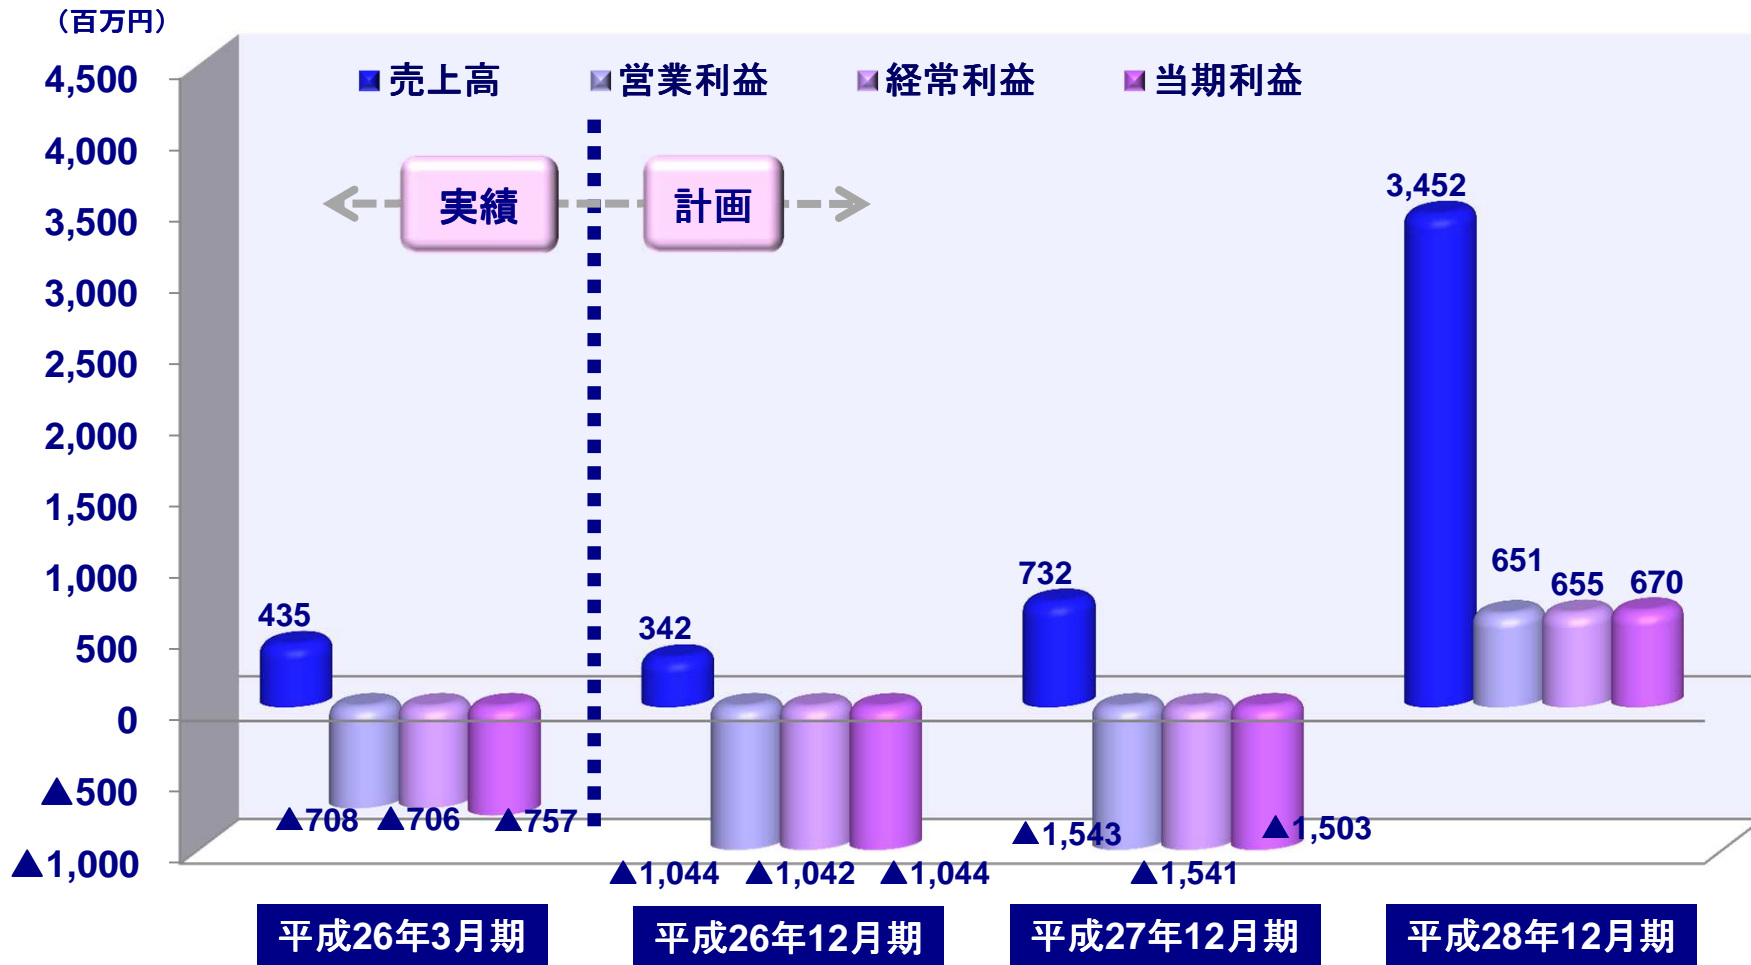 （百万円）
売上高 営業利益 経常利益 当期利益
4,500
4,000
3,500
3,000
2,500
2,000
1,500
1,000
500
0
▲500
▲1,000
実績 計画
435
▲708 ▲706 ▲757
342
▲1,044 ▲1,042 ▲1,044
732
▲1,543 ▲1,541 ▲1,503
3,452
651 655 670
平成26年3月期 平成26年12月期 平成27年12月期 平成28年12月期